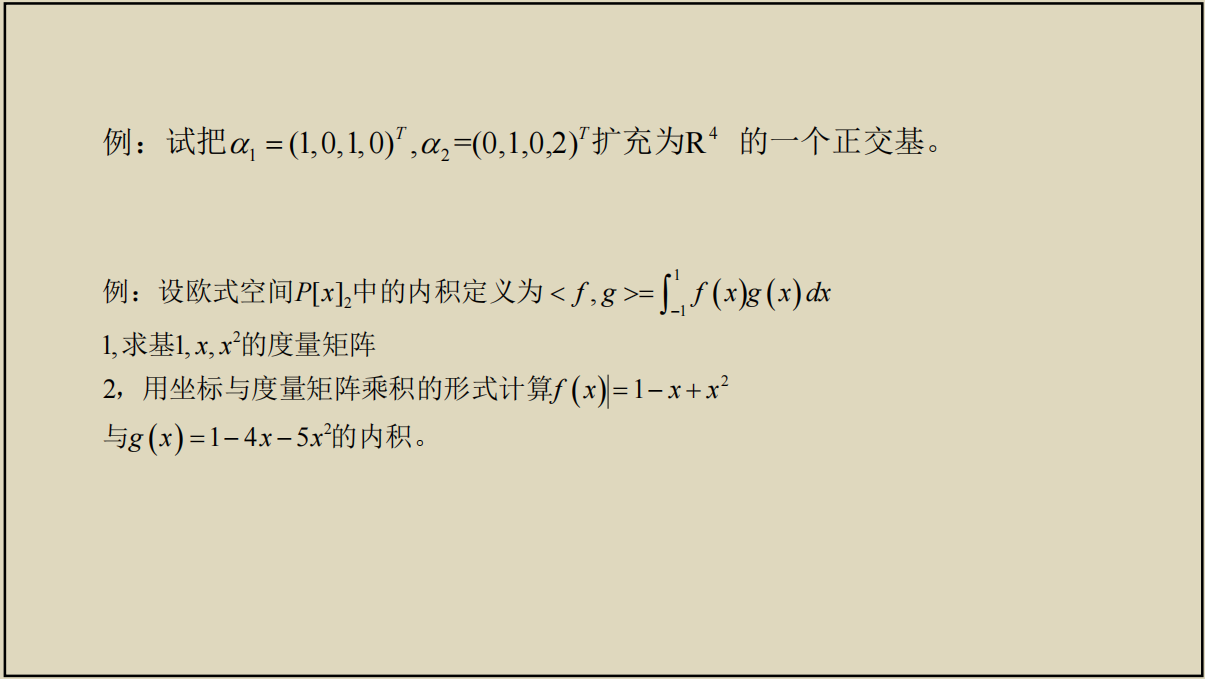 例：试把α₁ = (1,0,1,0)ᵀ,α₂=(0,1,0,2)ᵀ扩充为R⁴ 的一个正交基。
例：设欧式空间P[x]₂中的内积定义为< f , g >=∫₋₁¹ f (x)g (x) dx
1,求基1, x, x²的度量矩阵
2，用坐标与度量矩阵乘积的形式计算f (x)=1− x + x²
与g (x) =1− 4x − 5x²的内积。